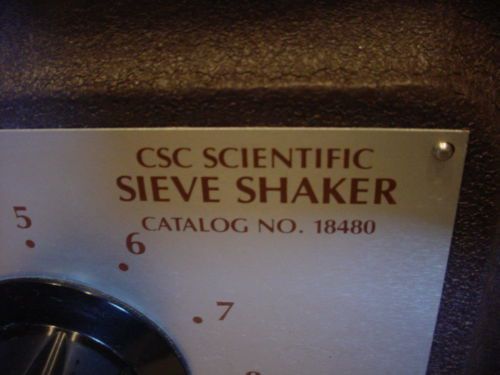 CSC SCIENTIFIC
SIEVE SHAKER
CATALOG NO. 18480
5
6
7